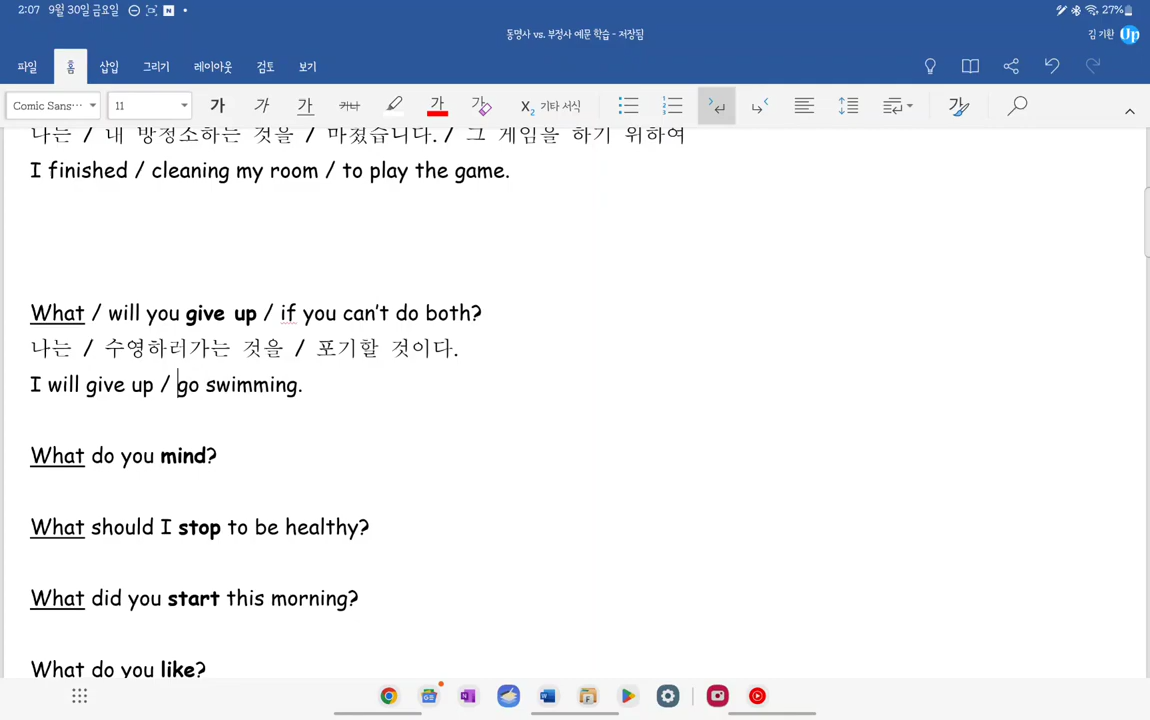 2:07 9월 30일 금요일 27%
동명사 vs. 부정사 예문 학습 - 저장됨
김 기환 Up
파일 홈 삽입 그리기 레이아웃 검토 보기
Comic Sans··· 11 가 가 가 가나 가 가 X₂ 기타 서식 가
나는 / 내 방청소하는 것을 / 마쳤습니다. / 그 게임을 하기 위하여
I finished / cleaning my room / to play the game.
What / will you give up / if you can't do both?
나는 / 수영하러가는 것을 / 포기할 것이다.
I will give up / go swimming.
What do you mind?
What should I stop to be healthy?
What did you start this morning?
What do you like?